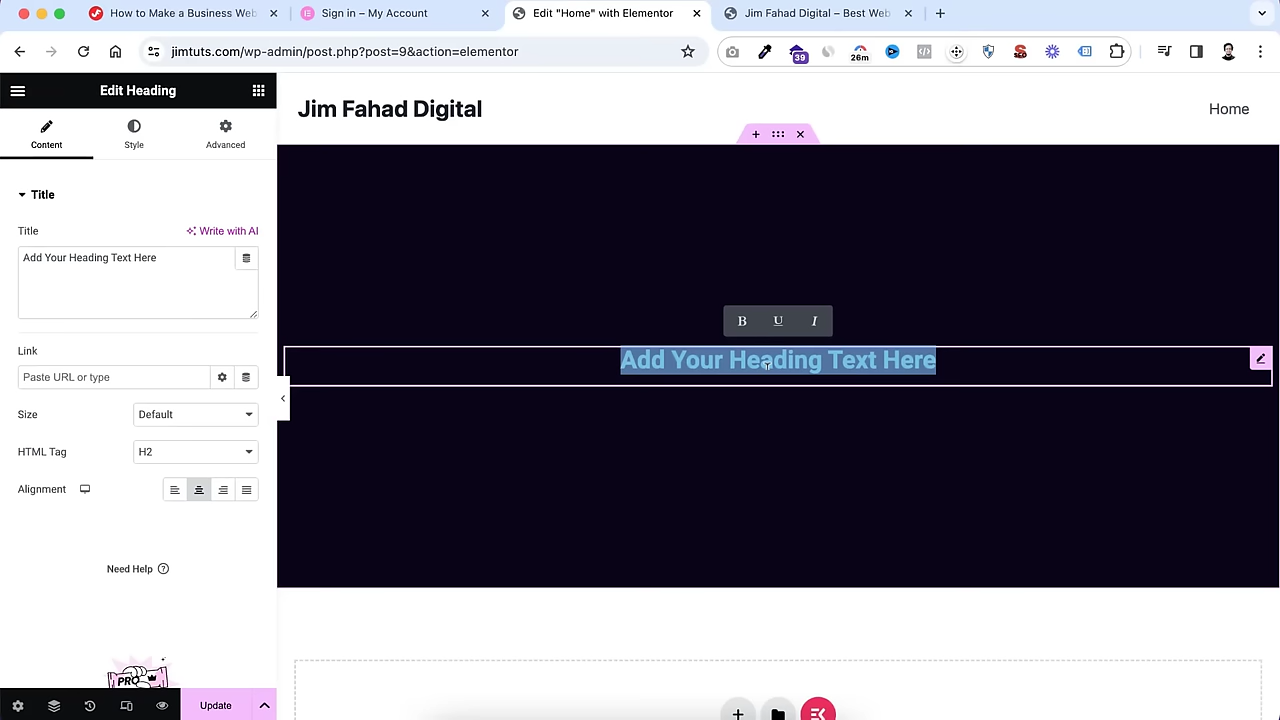 How to Make a Business Web
Sign in – My Account
Edit "Home" with Elementor
Jim Fahad Digital – Best Web
jimtuts.com/wp-admin/post.php?post=9&action=elementor
39
26m
Edit Heading
Content
Style
Advanced
Title
Title
Write with AI
Add Your Heading Text Here
Link
Paste URL or type
Size
Default
HTML Tag
H2
Alignment
Need Help
PRO
Update
Jim Fahad Digital
Home
B U I
Add Your Heading Text Here